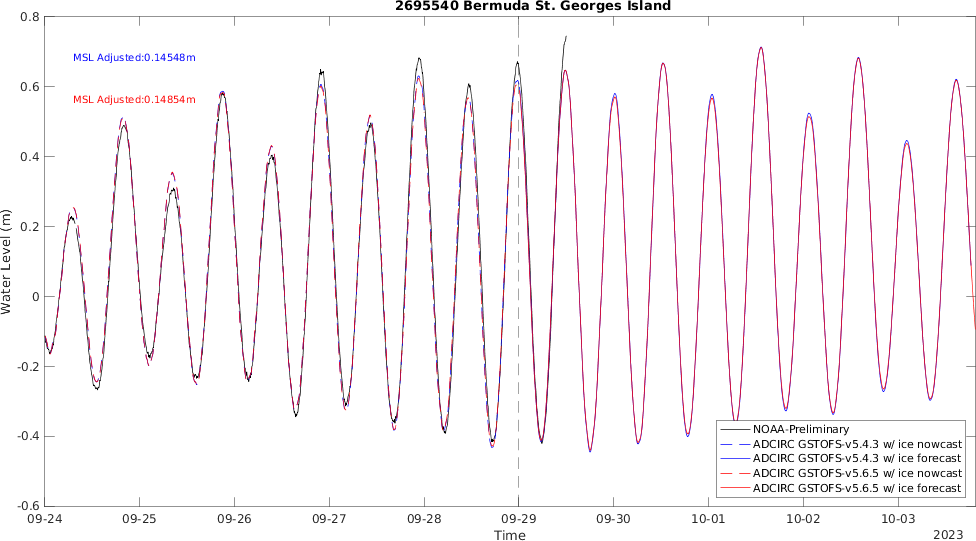 2695540 Bermuda St. Georges Island
0.8
MSL Adjusted:0.14548m
0.6
MSL Adjusted:0.14854m
0.4
0.2
Water Level (m)
0
-0.2
-0.4
NOAA-Preliminary
ADCIRC GSTOFS-v5.4.3 w/ ice nowcast
ADCIRC GSTOFS-v5.4.3 w/ ice forecast
ADCIRC GSTOFS-v5.6.5 w/ ice nowcast
ADCIRC GSTOFS-v5.6.5 w/ ice forecast
-0.6
09-24 09-25 09-26 09-27 09-28 09-29 09-30 10-01 10-02 10-03
Time
2023